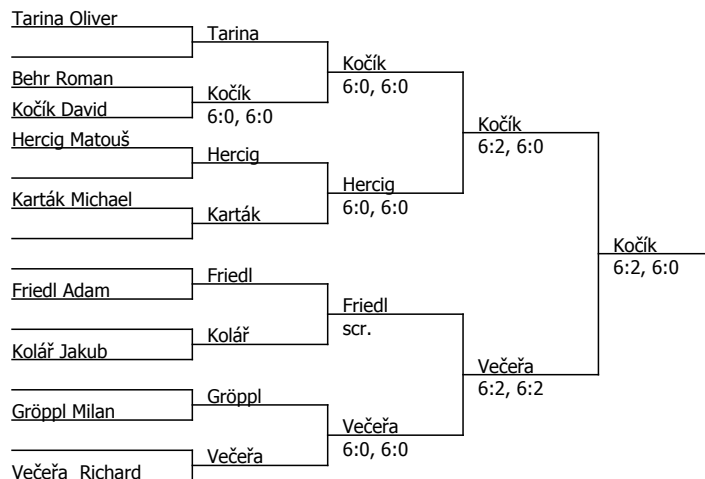 Tarina Oliver
Tarina
Kočík
6:0, 6:0
Behr Roman
Kočík
6:0, 6:0
Kočík David
Kočík
6:2, 6:0
Hercig Matouš
Hercig
Hercig
6:0, 6:0
Karták Michael
Karták
Kočík
6:2, 6:0
Friedl
Friedl Adam
Friedl
scr.
Kolář
Kolář Jakub
Večeřa
6:2, 6:2
Gröppl
Gröppl Milan
Večeřa
6:0, 6:0
Večeřa
Večeřa Richard